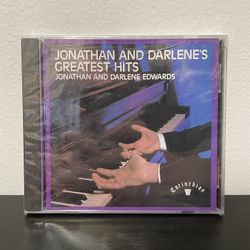 JONATHAN AND DARLENE'S
GREATEST HITS
JONATHAN AND DARLENE EDWARDS
Corinthian